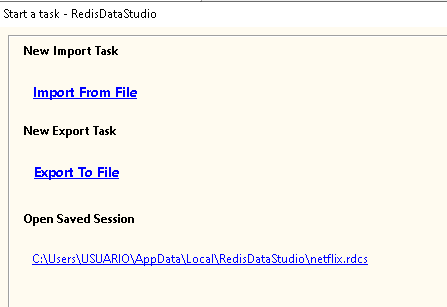 Start a task - RedisDataStudio
New Import Task
Import From File
New Export Task
Export To File
Open Saved Session
C:\Users\USUARIO\AppData\Local\RedisDataStudio\netflix.rdcs